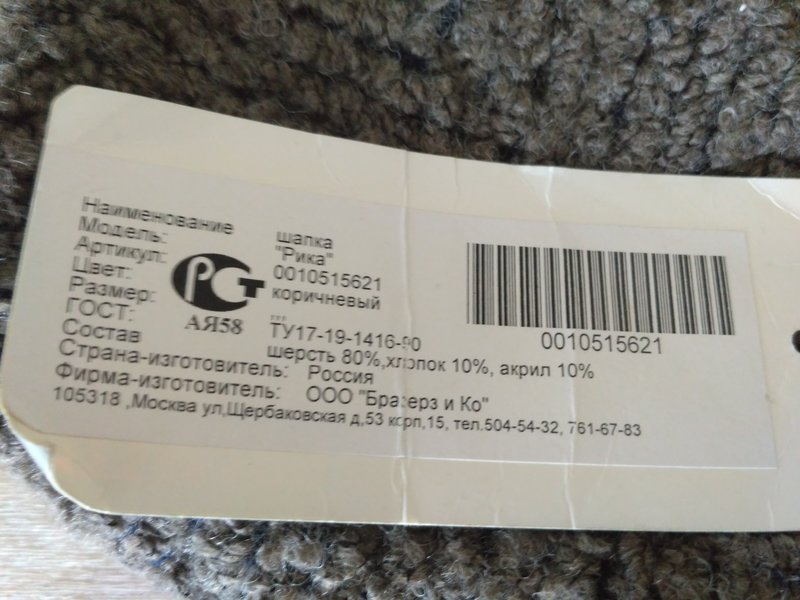 Наименование шапка
Модель: "Рика"
Артикул: 0010515621
Цвет: коричневый
Размер:
ГОСТ: ТУ17-19-1416-90
Состав шерсть 80%,хлопок 10%, акрил 10%
Страна-изготовитель: Россия
Фирма-изготовитель: ООО "Бразерз и Ко"
105318 ,Москва ул,Щербаковская д,53 корп,15, тел.504-54-32, 761-67-83
РСТ
АЯ58
0010515621